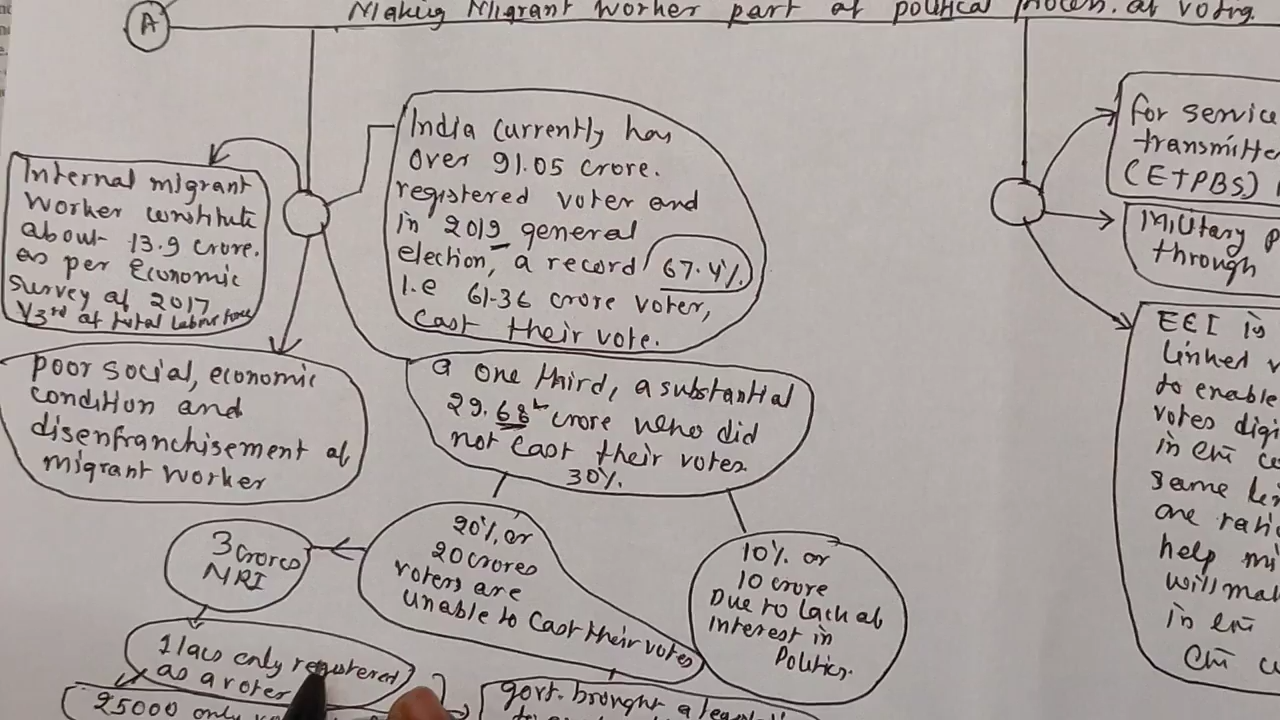 A
Making Migrant Worker part of political process. of voting.
India currently has
over 91.05 crore.
registered voter and
in 2019 general
election, a record 67.4%.
i.e 61.36 crore voter,
cast their vote.
Internal migrant
worker constitute
about 13.9 crore.
as per Economic
Survey of 2017
1/3rd of total labour force
poor social, economic
condition and
disenfranchisement of
migrant worker
a one third, a substantial
29.68 crore who did
not cast their votes
30%.
20% or
20 crores
voters are
unable to cast their votes
3 crores
NRI
1 lacs only registered
as a voter
25000 only
10% or
10 crore
Due to lack of
interest in
Politics.
govt. brought a
for service
transmitte
(ETPBS)
Military p
through
ECI is
linked v
to enable
votes digi
in
same
one
help mi
will ma
in